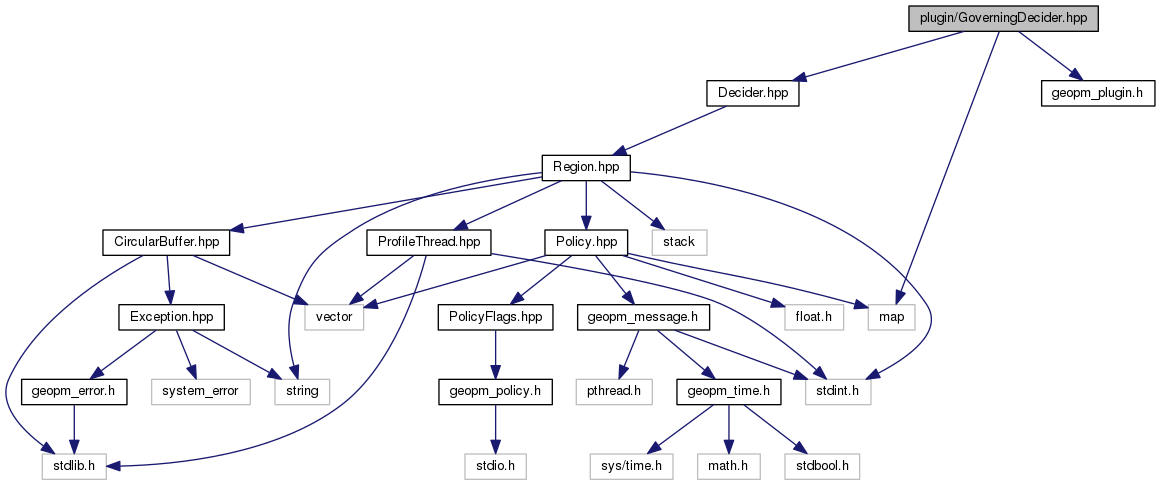 plugin/GoverningDecider.hpp
Decider.hpp
geopm_plugin.h
Region.hpp
CircularBuffer.hpp
ProfileThread.hpp
Policy.hpp
stack
Exception.hpp
vector
PolicyFlags.hpp
geopm_message.h
float.h
map
geopm_error.h
system_error
string
geopm_policy.h
pthread.h
geopm_time.h
stdint.h
stdlib.h
stdio.h
sys/time.h
math.h
stdbool.h